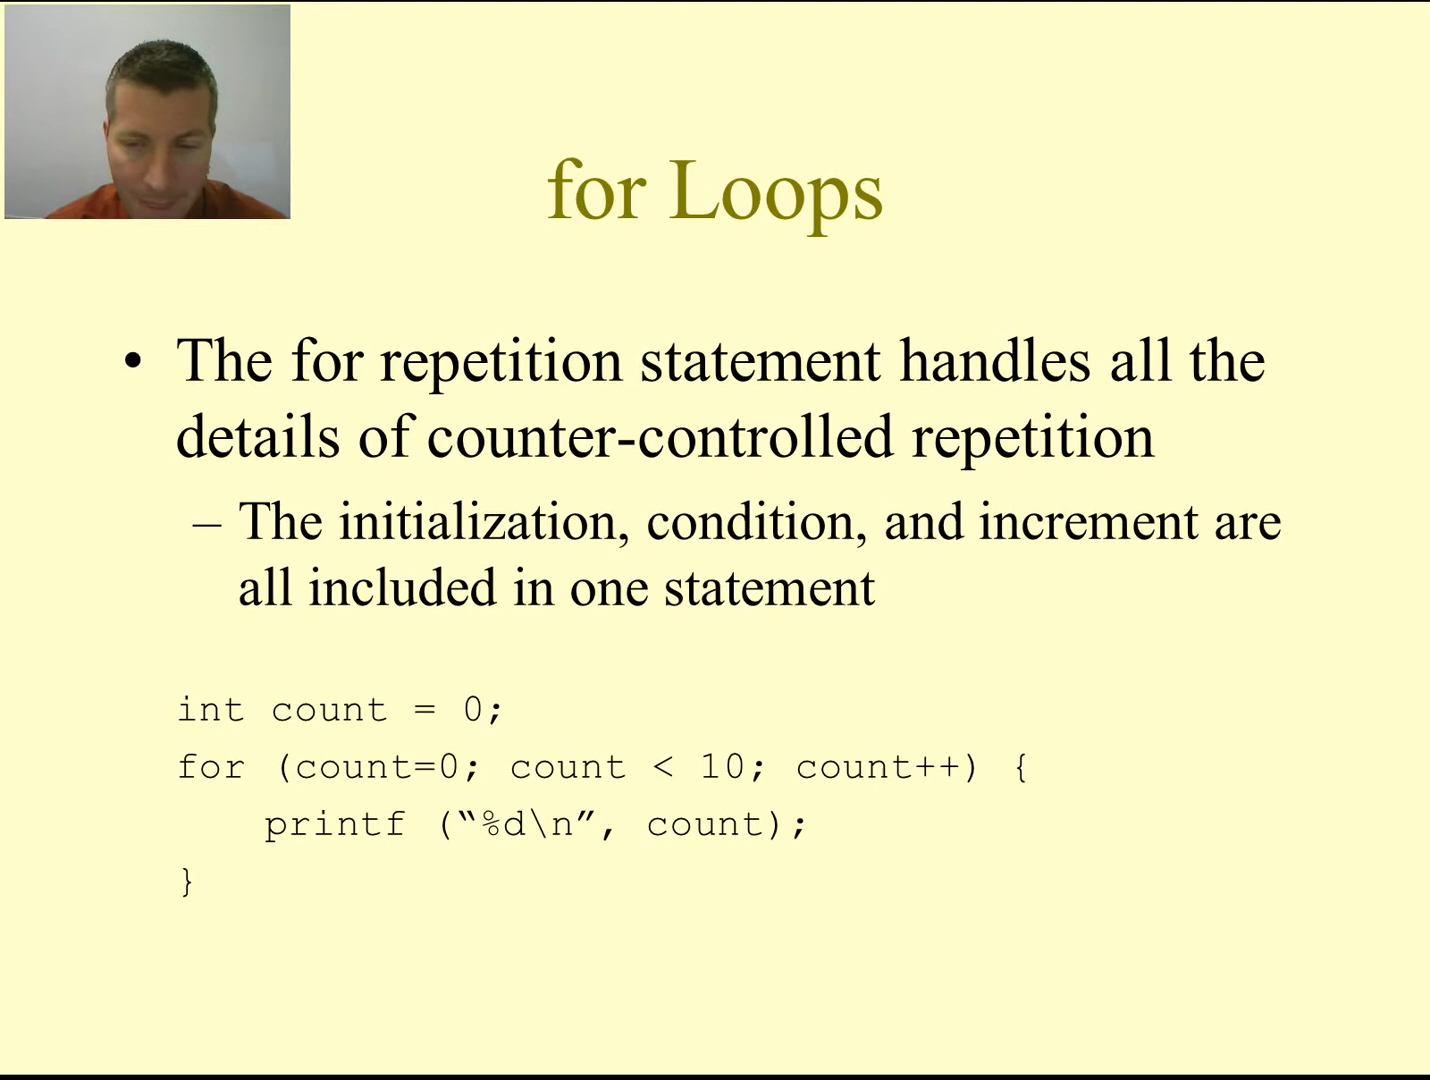 for Loops
• The for repetition statement handles all the
details of counter-controlled repetition
– The initialization, condition, and increment are
all included in one statement
int count = 0;
for (count=0; count < 10; count++) {
printf (“%d\n”, count);
}